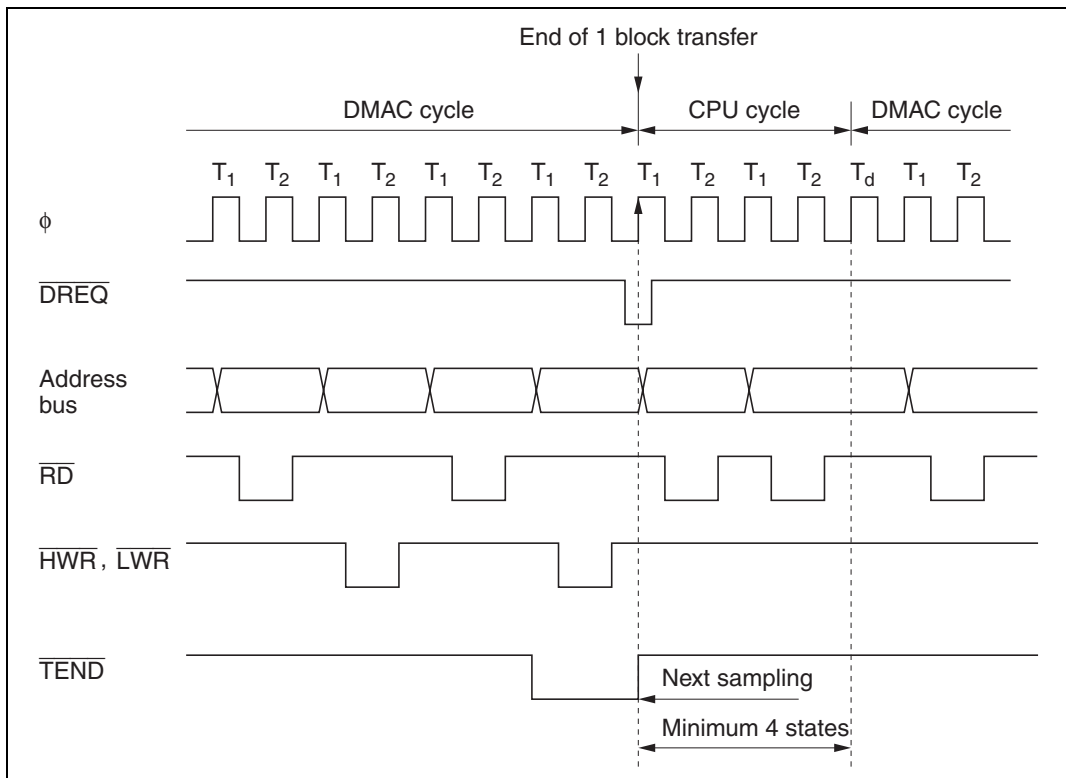 End of 1 block transfer
DMAC cycle CPU cycle DMAC cycle
T1 T2 T1 T2 T1 T2 T1 T2 T1 T2 T1 T2 Td T1 T2
ϕ
DREQ
Address
bus
RD
HWR, LWR
TEND
Next sampling
Minimum 4 states